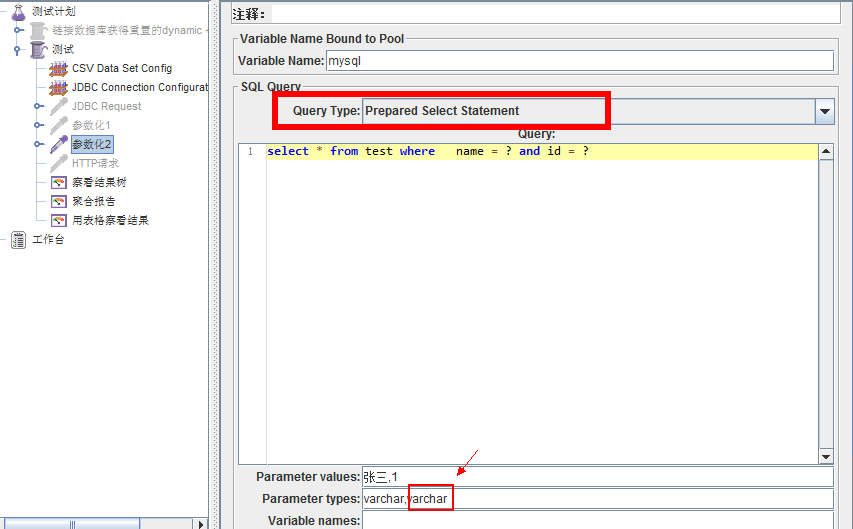 测试计划
链接数据库获得重置的dynamic
测试
CSV Data Set Config
JDBC Connection Configurat
JDBC Request
参数化1
参数化2
HTTP请求
察看结果树
聚合报告
用表格察看结果
工作台
注释：
Variable Name Bound to Pool
Variable Name: mysql
SQL Query
Query Type: Prepared Select Statement
Query:
1 select * from test where name = ? and id = ?
Parameter values: 张三,1
Parameter types: varchar,varchar
Variable names: